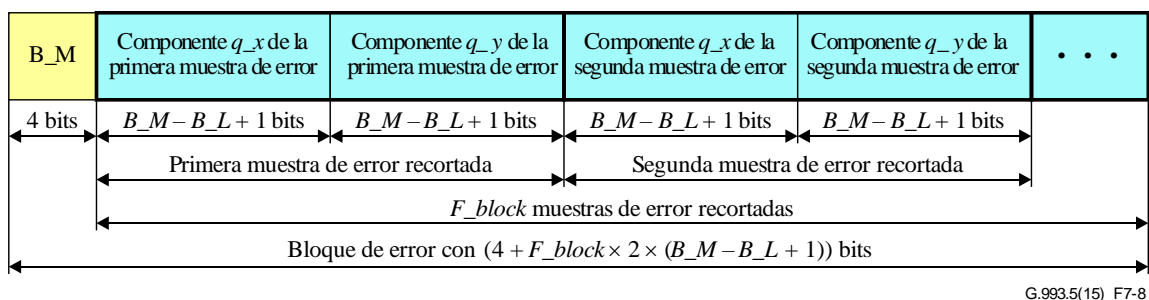 B_M
Componente q_x de la
primera muestra de error
Componente q_y de la
primera muestra de error
Componente q_x de la
segunda muestra de error
Componente q_y de la
segunda muestra de error
• • •
4 bits
B_M – B_L + 1 bits
B_M – B_L + 1 bits
B_M – B_L + 1 bits
B_M – B_L + 1 bits
Primera muestra de error recortada
Segunda muestra de error recortada
F_block muestras de error recortadas
Bloque de error con (4 + F_block × 2 × (B_M – B_L + 1)) bits
G.993.5(15)_F7-8